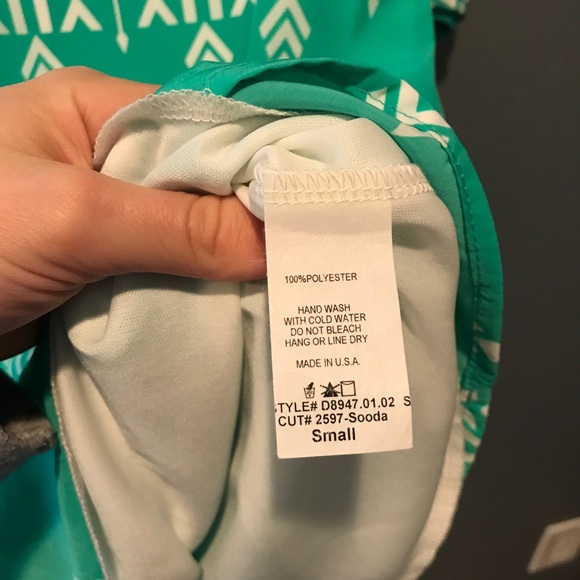 100%POLYESTER
HAND WASH
WITH COLD WATER
DO NOT BLEACH
HANG OR LINE DRY
MADE IN U.S.A.
TYLE# D8947.01.02 S
CUT# 2597-Sooda
Small